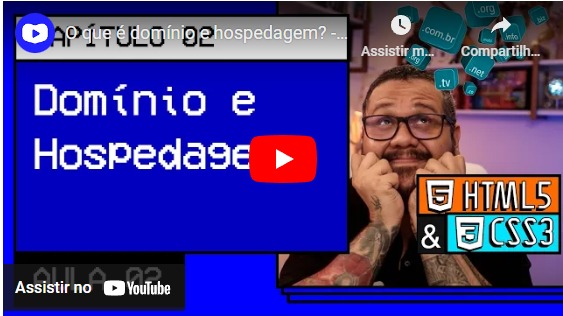 CAPÍTULO 02
O que é domínio e hospedagem? -...
Assistir m...
Compartilh...
.org
.com.br
.info
.net
.tv
Domínio e
Hospedage
HTML5
& CSS3
AULA 02
Assistir no YouTube